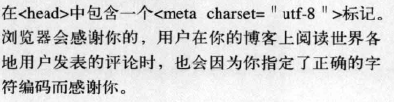 在<head>中包含一个<meta charset=＂utf-8＂>标记。
浏览器会感谢你的，用户在你的博客上阅读世界各
地用户发表的评论时，也会因为你指定了正确的字
符编码而感谢你。